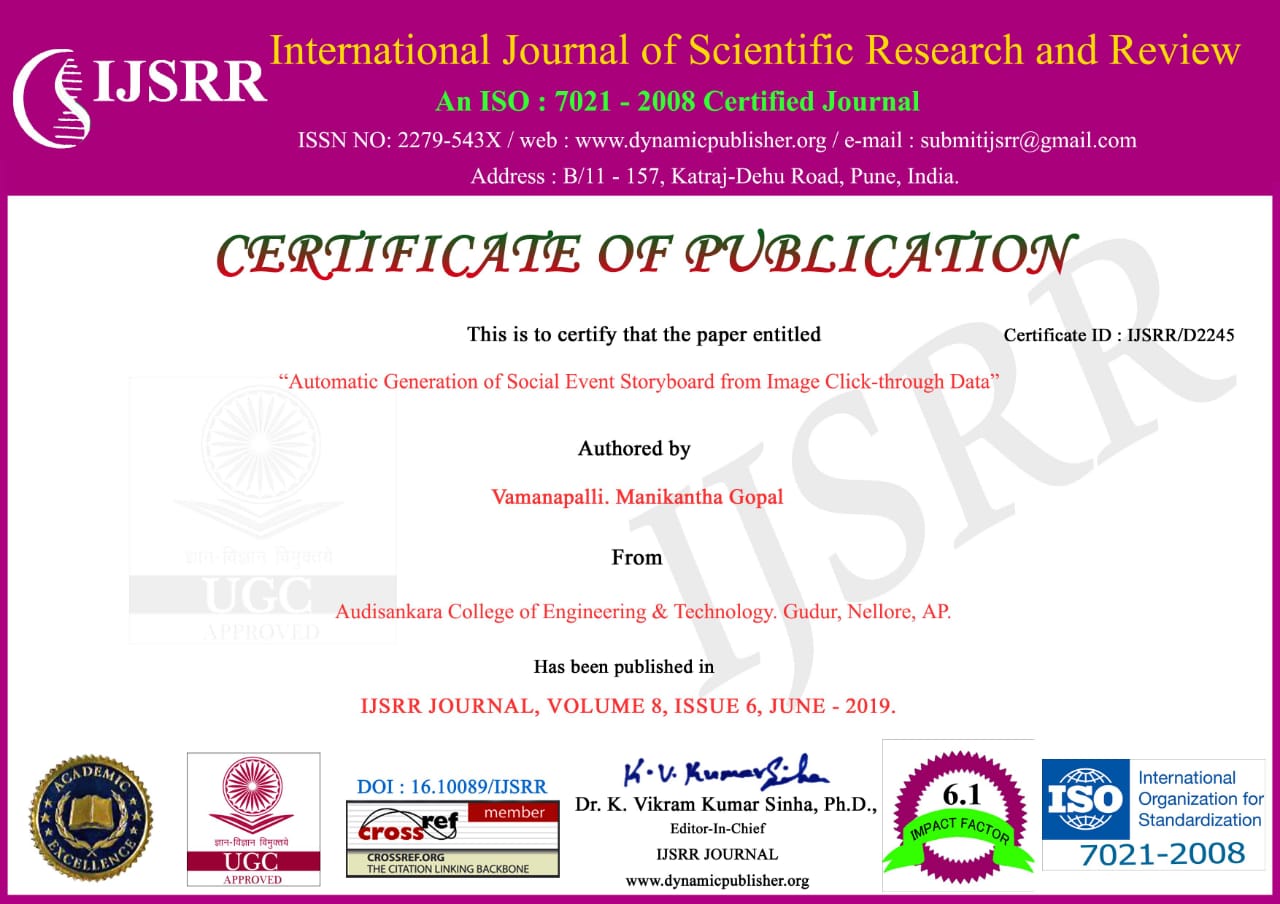 IJSRR
International Journal of Scientific Research and Review
An ISO : 7021 - 2008 Certified Journal
ISSN NO: 2279-543X / web : www.dynamicpublisher.org / e-mail : submitijsrr@gmail.com
Address : B/11 - 157, Katraj-Dehu Road, Pune, India.
CERTIFICATE OF PUBLICATION
This is to certify that the paper entitled
Certificate ID : IJSRR/D2245
“Automatic Generation of Social Event Storyboard from Image Click-through Data”
Authored by
Vamanapalli. Manikantha Gopal
From
Audisankara College of Engineering & Technology. Gudur, Nellore, AP.
Has been published in
IJSRR JOURNAL, VOLUME 8, ISSUE 6, JUNE - 2019.
IJSRR
ज्ञान-विज्ञान विमुक्तये
UGC
APPROVED
ACADEMIC
EXCELLENCE
ज्ञान-विज्ञान विमुक्तये
UGC
APPROVED
DOI : 16.10089/IJSRR
crossref
member
CROSSREF.ORG
THE CITATION LINKING BACKBONE
K. V. Kumar Sinha
Dr. K. Vikram Kumar Sinha, Ph.D.,
Editor-In-Chief
IJSRR JOURNAL
www.dynamicpublisher.org
6.1
IMPACT FACTOR
ISO
International
Organization for
Standardization
7021-2008